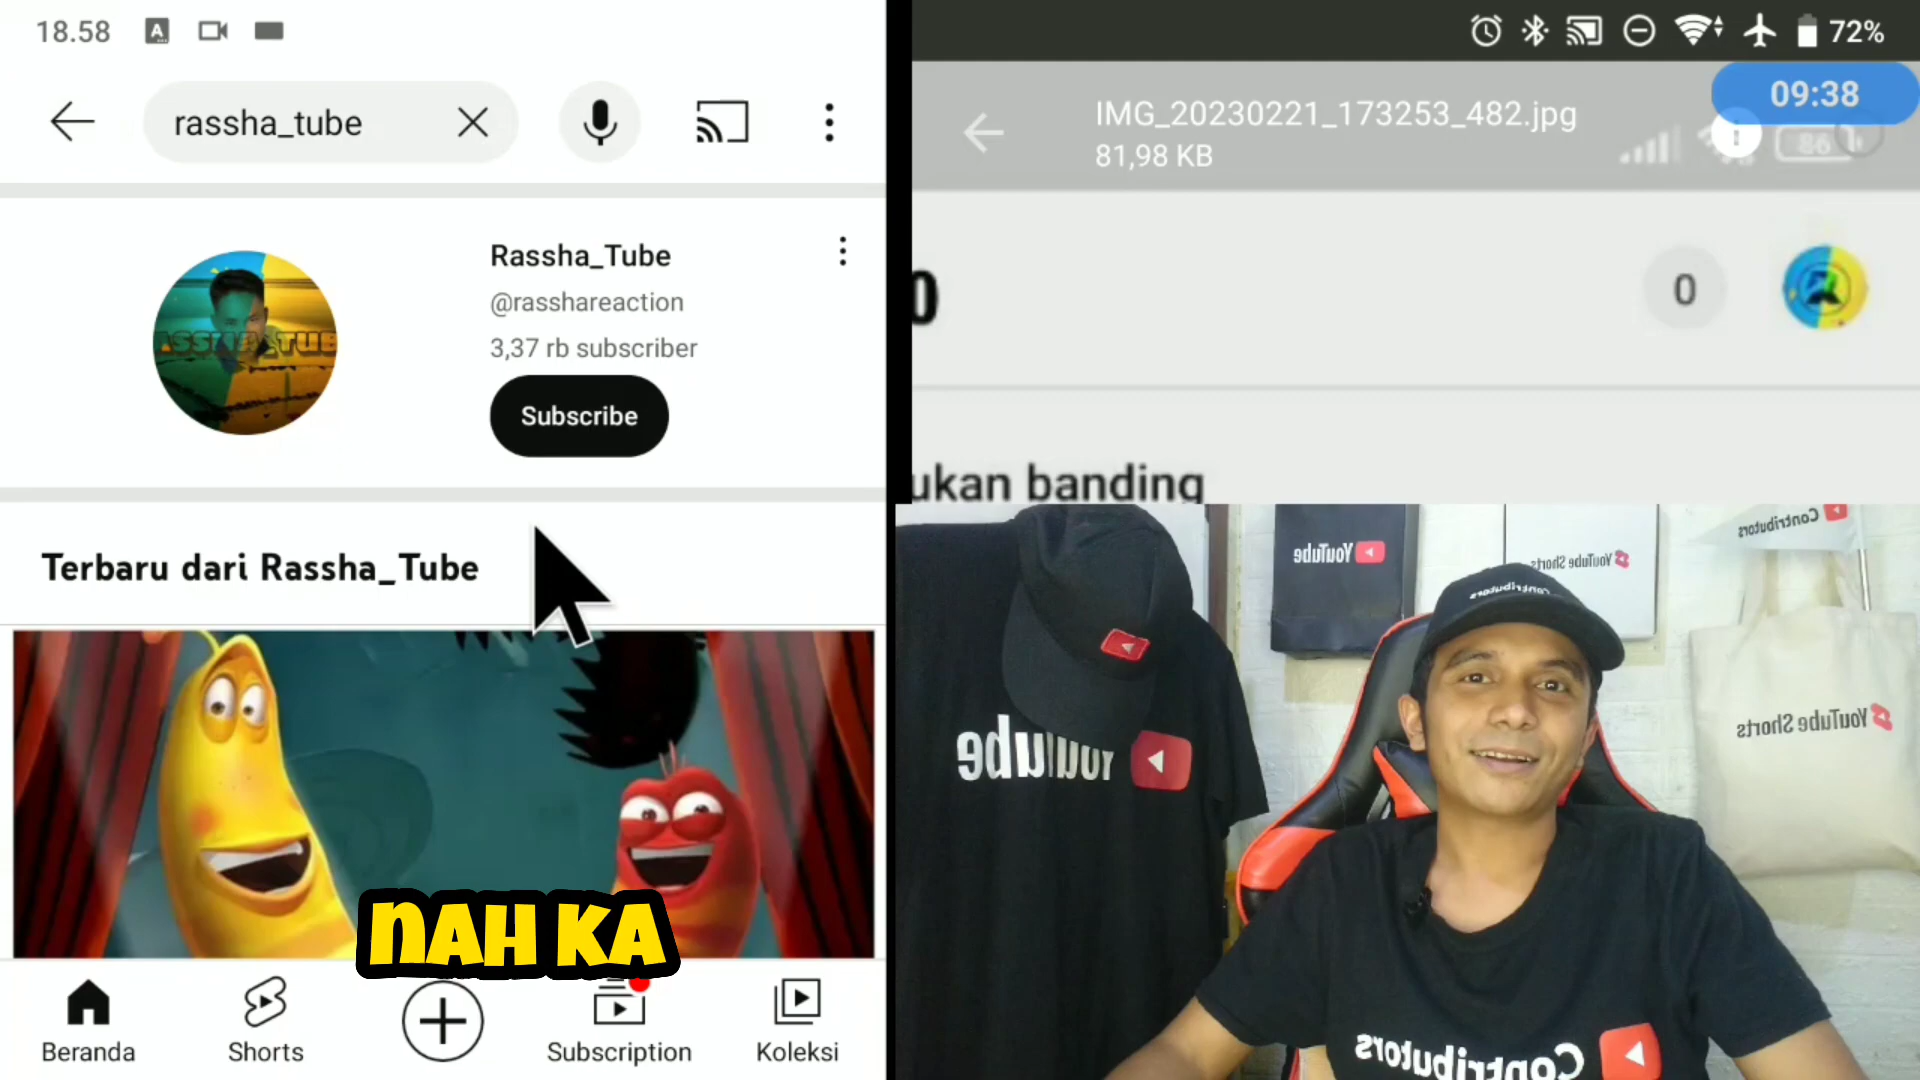 18.58
rassha_tube
Rassha_Tube
@rasshareaction
3,37 rb subscriber
Subscribe
Terbaru dari Rassha_Tube
NAH KA
Beranda
Shorts
Subscription
Koleksi
72%
09:38
IMG_20230221_173253_482.jpg
81,98 KB
86
0
0
ukan banding
YouTube
YouTube Shorts
Contributors
Contributors
YouTube
YouTube Shorts
Contributors